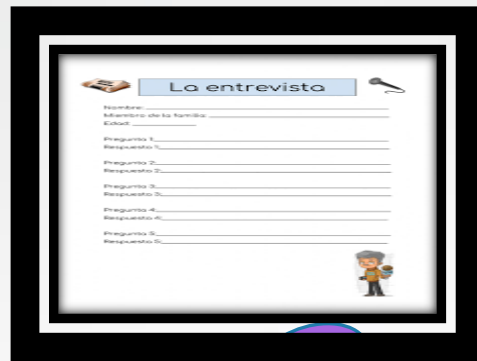 La entrevista
Nombre:
Miembro de la familia:
Edad:
Pregunta 1:
Respuesta 1:
Pregunta 2:
Respuesta 2:
Pregunta 3:
Respuesta 3:
Pregunta 4:
Respuesta 4:
Pregunta 5:
Respuesta 5: